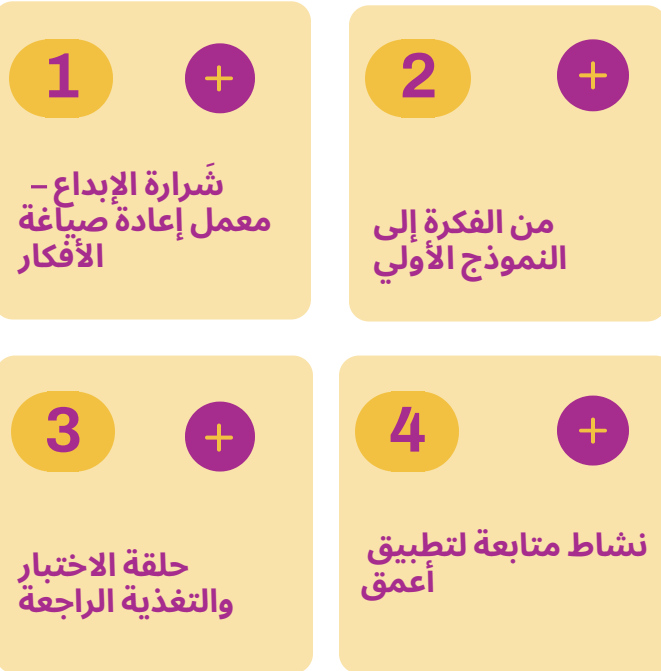 1
شَرارة الإبداع –
معمل إعادة صياغة
الأفكار
2
من الفكرة إلى
النموذج الأولي
3
حلقة الاختبار
والتغذية الراجعة
4
نشاط متابعة لتطبيق
أعمق